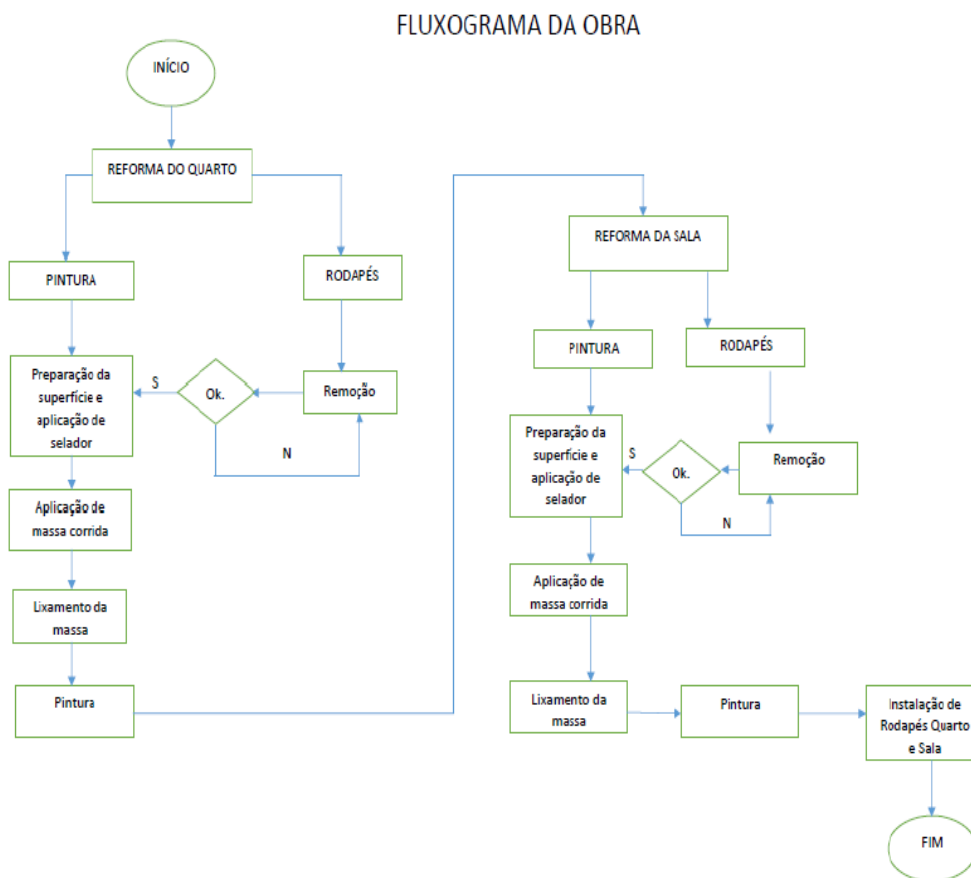 FLUXOGRAMA DA OBRA
INÍCIO
REFORMA DO QUARTO
PINTURA
RODAPÉS
Preparação da
superfície e
aplicação de
selador
S
Ok.
Remoção
N
Aplicação de
massa corrida
Lixamento da
massa
Pintura
REFORMA DA SALA
PINTURA
RODAPÉS
Preparação da
superfície e
aplicação de
selador
S
Ok.
Remoção
N
Aplicação de
massa corrida
Lixamento da
massa
Pintura
Instalação de
Rodapés Quarto
e Sala
FIM